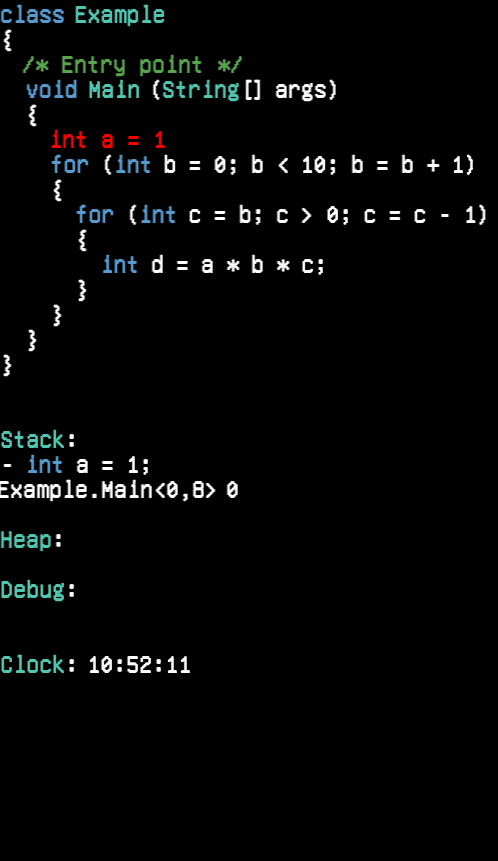 class Example
{
/* Entry point */
void Main (String[] args)
{
int a = 1
for (int b = 0; b < 10; b = b + 1)
{
for (int c = b; c > 0; c = c - 1)
{
int d = a * b * c;
}
}
}
}
Stack:
- int a = 1;
Example.Main<0,8> 0
Heap:
Debug:
Clock: 10:52:11